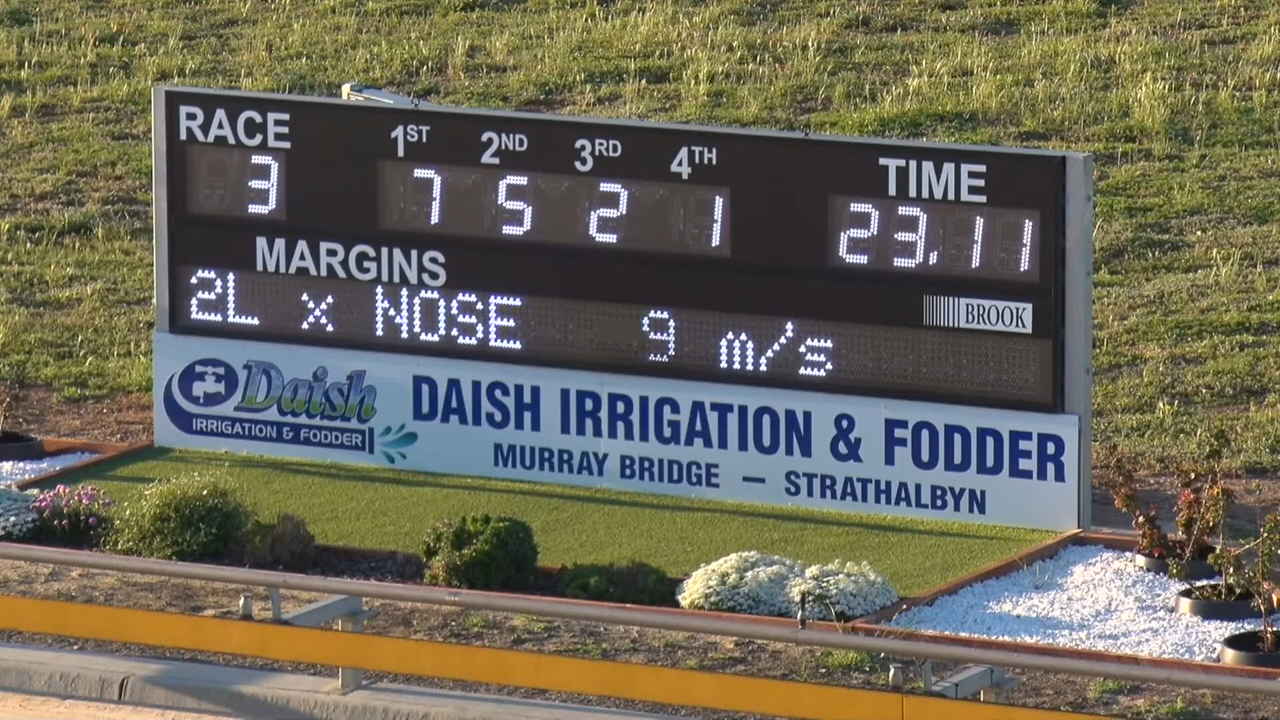 RACE 1ST 2ND 3RD 4TH TIME
3 7 5 2 1 23.11
MARGINS
2L x NOSE 9 m/s
BROOK
Daish
IRRIGATION & FODDER
DAISH IRRIGATION & FODDER
MURRAY BRIDGE — STRATHALBYN